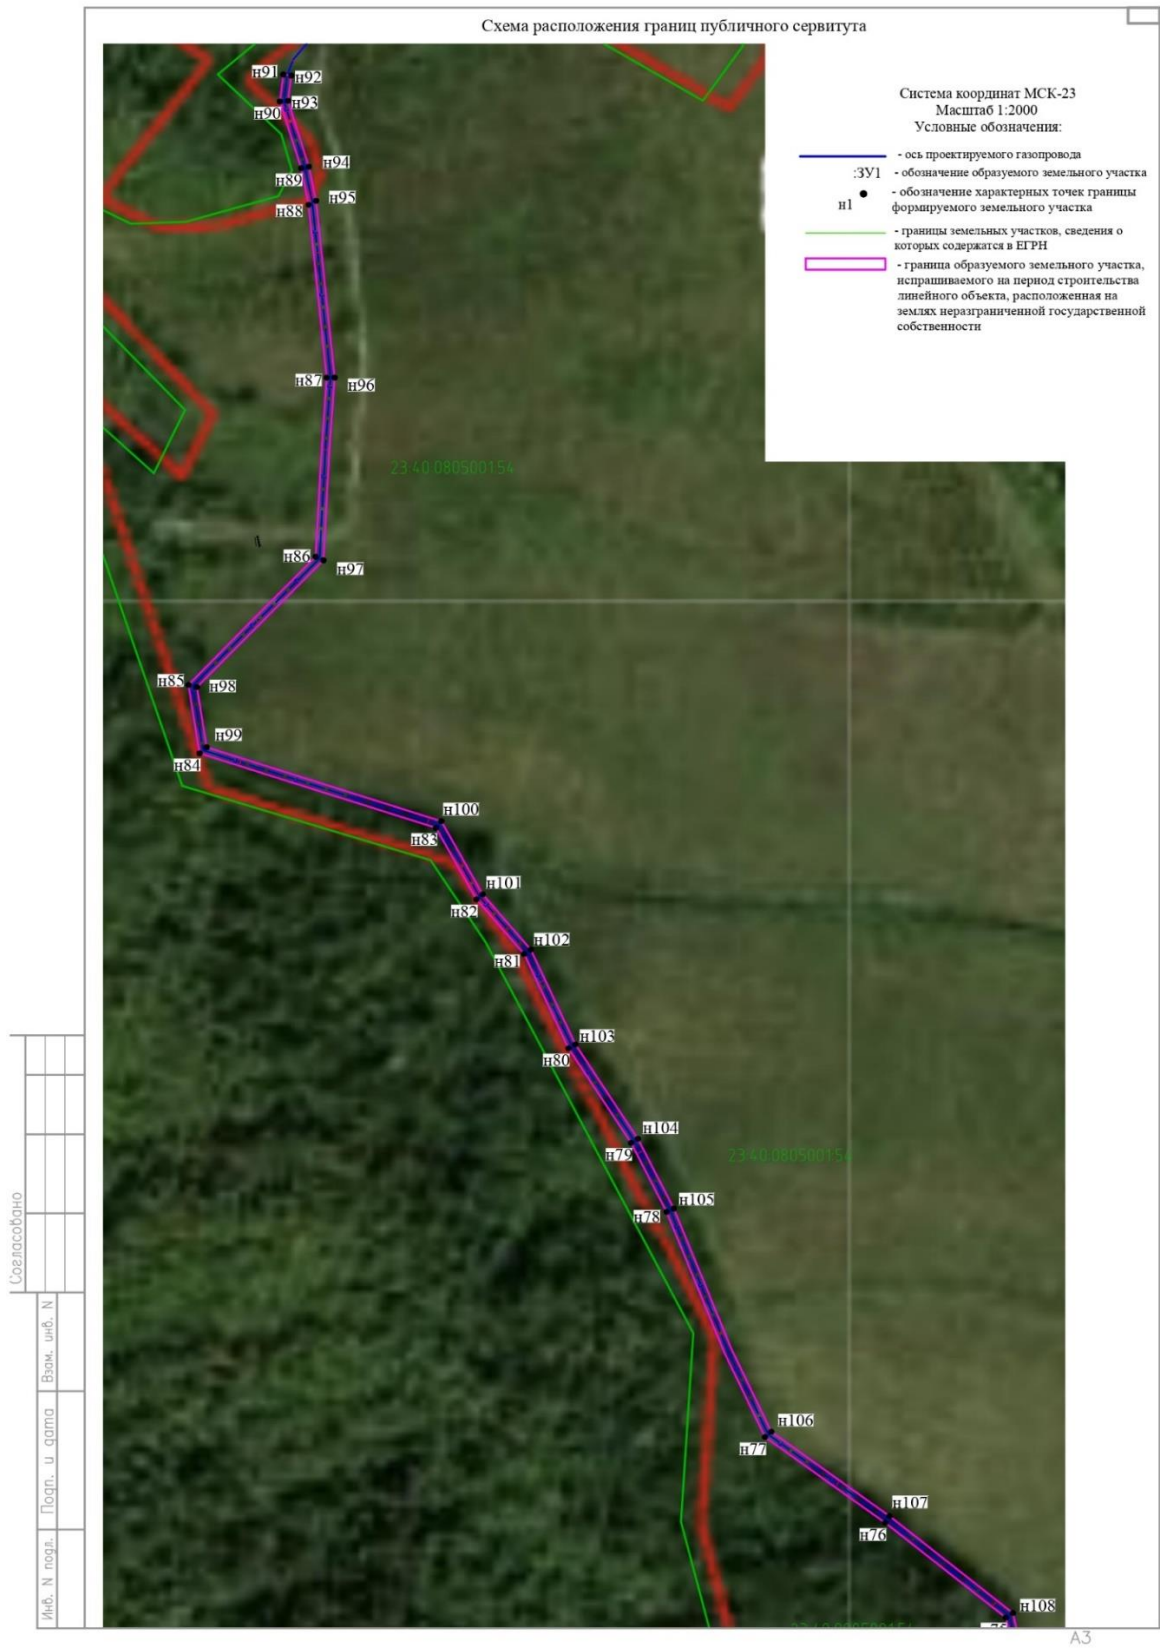 Схема расположения границ публичного сервитута
Система координат МСК-23
Масштаб 1:2000
Условные обозначения:
- ось проектируемого газопровода
:ЗУ1 - обозначение образуемого земельного участка
н1 - обозначение характерных точек границы
формируемого земельного участка
- границы земельных участков, сведения о
которых содержатся в ЕГРН
- граница образуемого земельного участка,
испрашиваемого на период строительства
линейного объекта, расположенная на
землях неразграниченной государственной
собственности
н91
н92
н90
н93
н94
н89
н95
н88
н87
н96
н86
н97
н85
н98
н99
н84
н100
н83
н101
н82
н102
н81
н103
н80
н104
н79
н105
н78
н106
н77
н107
н76
н108
Согласовано
Взам. инв. N
Подп. и дата
Инв. N подл.
А3